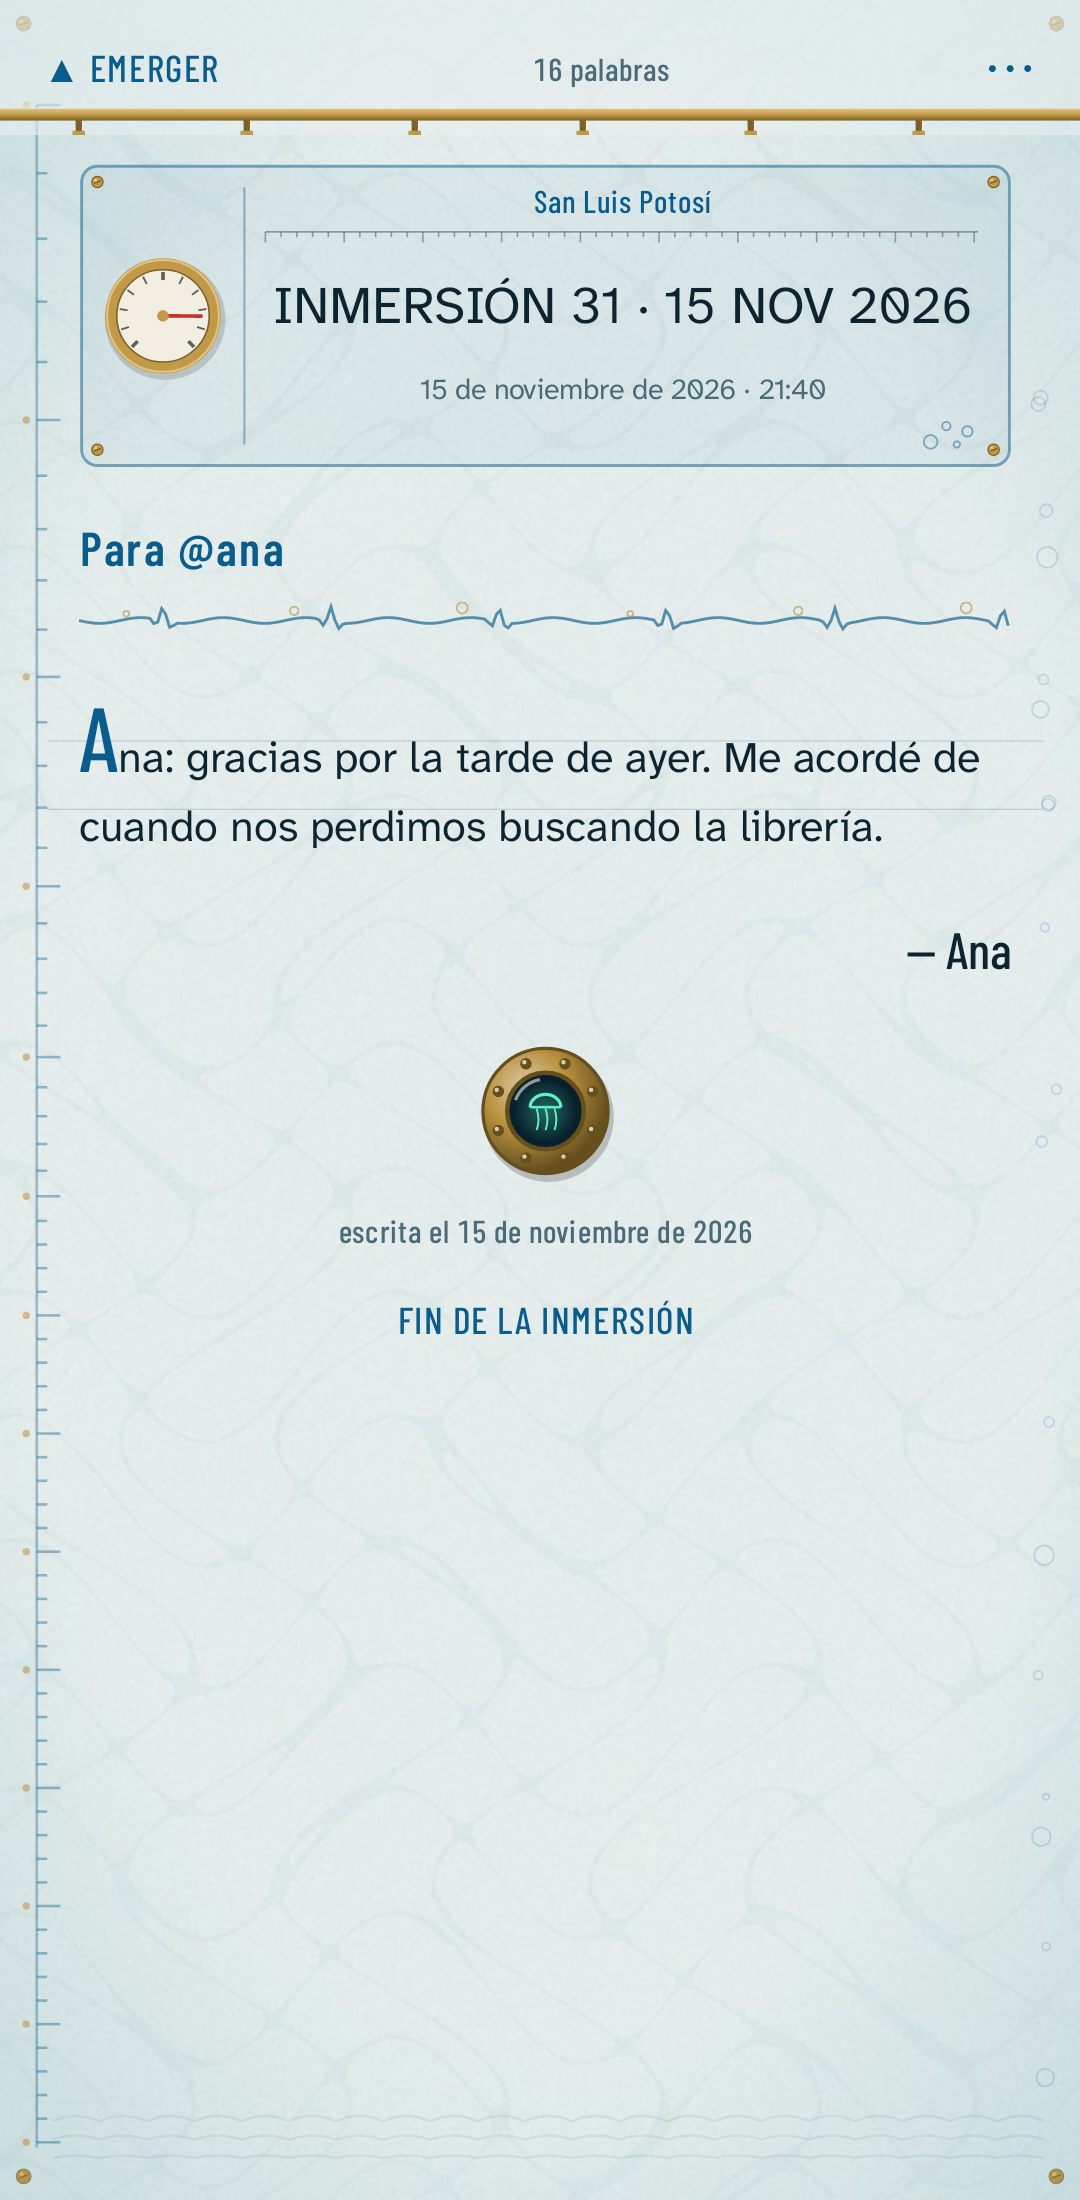 ▲ EMERGER
16 palabras
...
San Luis Potosí
INMERSIÓN 31 · 15 NOV 2026
15 de noviembre de 2026 · 21:40
Para @ana
Ana: gracias por la tarde de ayer. Me acordé de
cuando nos perdimos buscando la librería.
— Ana
escrita el 15 de noviembre de 2026
FIN DE LA INMERSIÓN